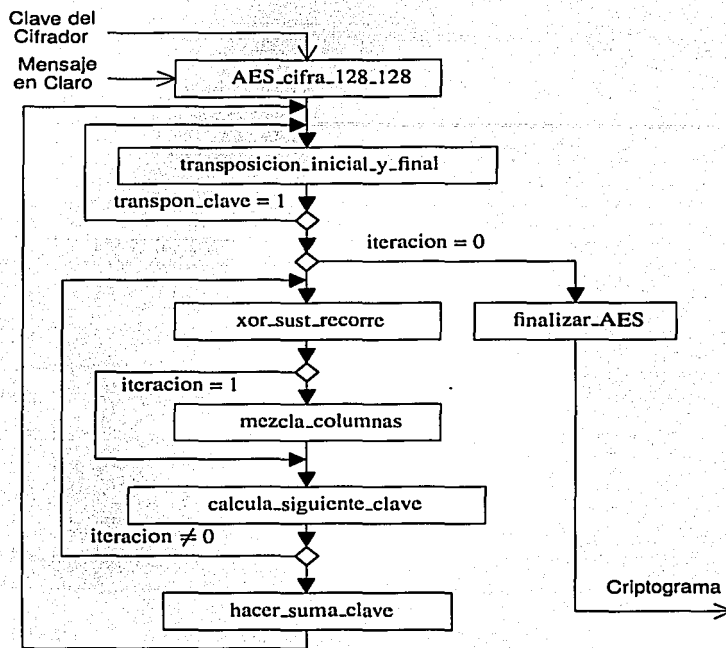 Clave del
Cifrador
Mensaje
en Claro
AES_cifra_128_128
transposicion_inicial_y_final
transpon_clave = 1
iteracion = 0
xor_sust_recorre
finalizar_AES
iteracion = 1
mezcla_columnas
calcula_siguiente_clave
iteracion ≠ 0
hacer_suma_clave
Criptograma